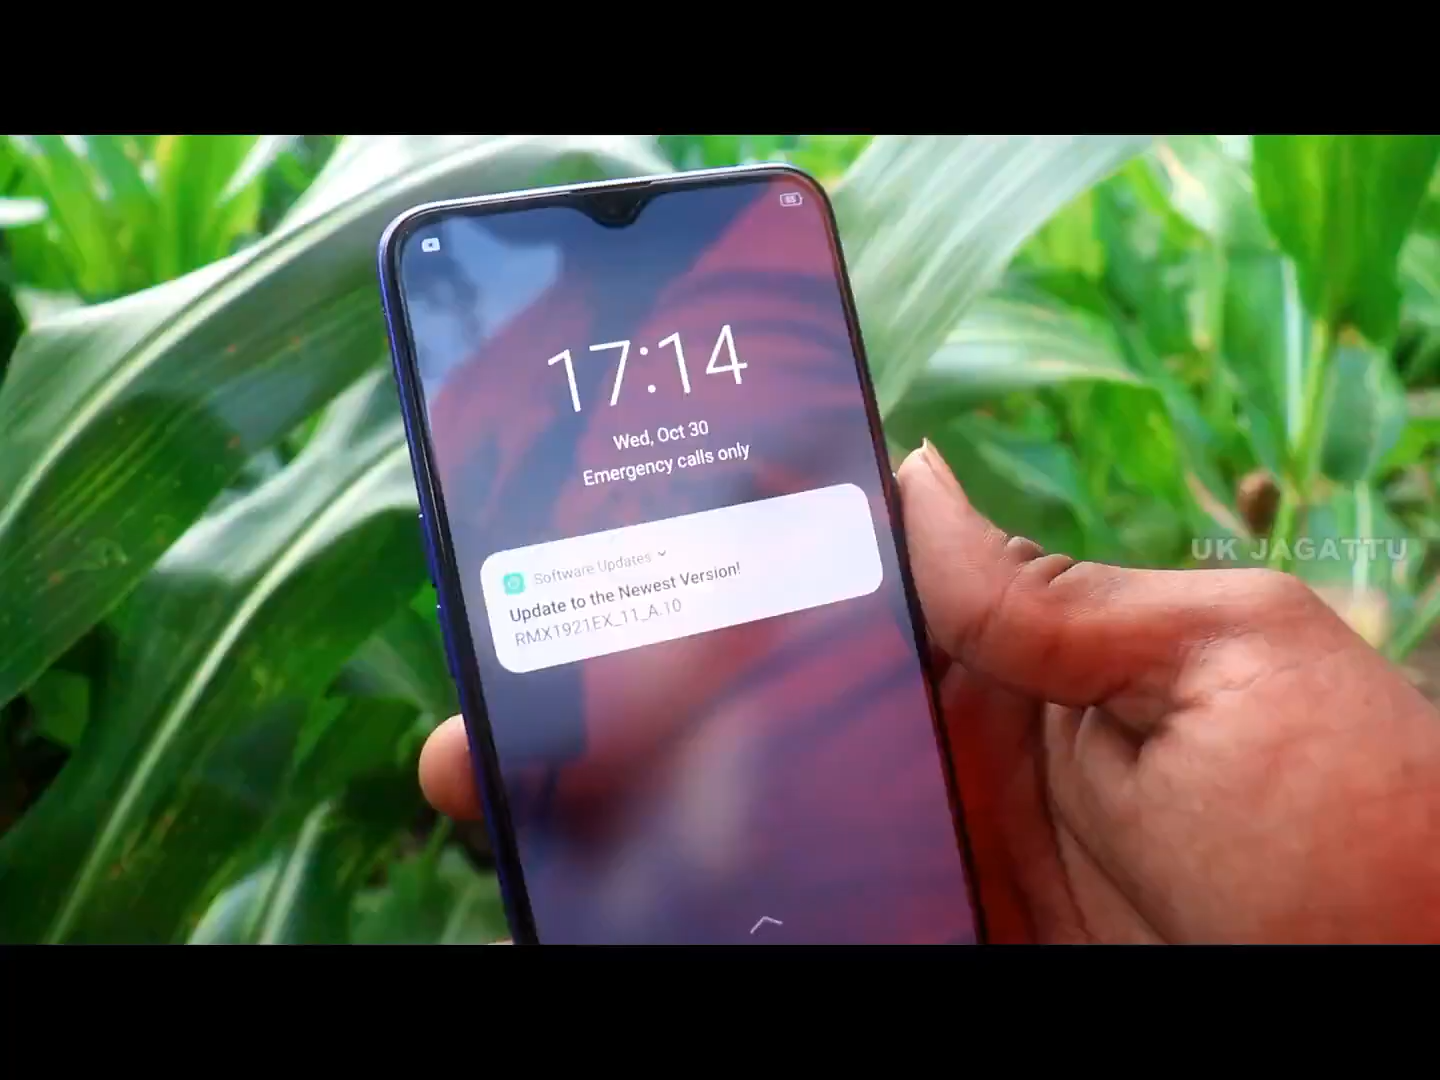 17:14
Wed, Oct 30
Emergency calls only
Software Updates
Update to the Newest Version!
RMX1921EX_11_A.10
UK JAGATTU